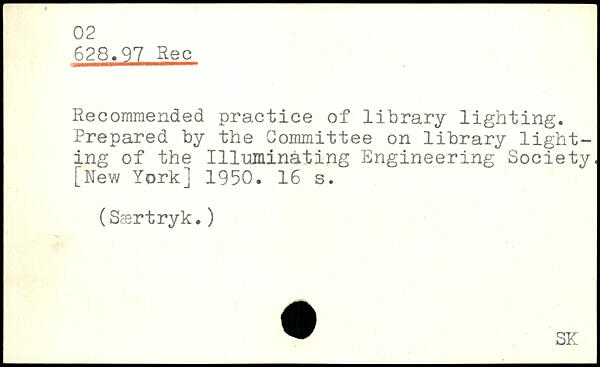 02
628.97 Rec
Recommended practice of library lighting.
Prepared by the Committee on library light-
ing of the Illuminating Engineering Society.
[New York] 1950. 16 s.
(Særtryk.)
SK